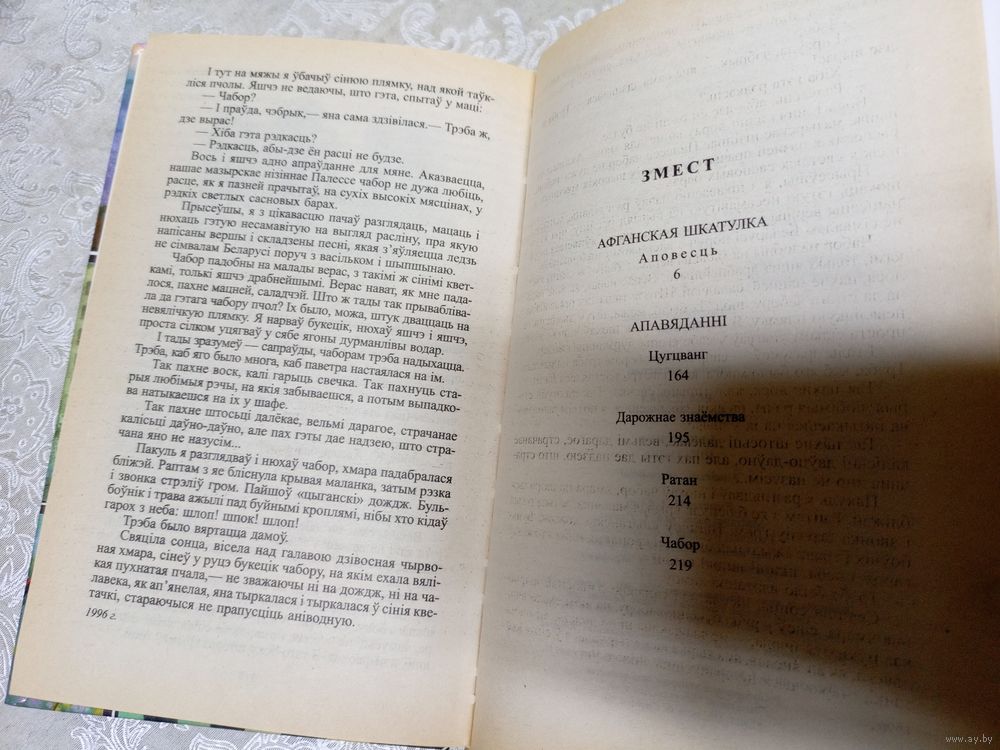 І тут на мяжы я ўбачыў сінюю плямку, над якой таўк-
ліся пчолы. Яшчэ не ведаючы, што гэта, спытаў у маці:
— Чабор?
— І праўда, чэбрык,— яна сама здзівілася.— Трэба ж,
дзе вырас!
— Хіба гэта рэдкасць?
— Рэдкасць, абы-дзе ён расці не будзе.
Вось і яшчэ адно апраўданне для мяне. Аказваецца,
нашае мазырскае нізіннае Палессе чабор не дужа любіць,
расце, як я пазней прачытаў, на сухіх высокіх мясцінах, у
рэдкіх светлых сасновых барах.
Прысеўшы, я з цікавасцю пачаў разглядаць, мацаць і
нюхаць гэтую несамавітую на выгляд расліну, пра якую
напісаны вершы і складзены песні, якая з'яўляецца ледзь
не сімвалам Беларусі поруч з васільком і шыпшынаю.
Чабор падобны на малады верас, з такімі ж сінімі квет-
камі, толькі яшчэ драбнейшымі. Верас нават, як мне пада-
лося, пахне мацней, саладчэй. Што ж тады так прывабліва-
ла да гэтага чабору пчол? Іх было, можа, штук дваццаць на
невялічкую плямку. Я нарваў букецік, нюхаў яшчэ і яшчэ,
проста сілком уцягваў у сябе ягоны дурманлівы водар.
І тады зразумеў — сапраўды, чаборам трэба надыхацца.
Трэба, каб яго было многа, каб паветра настаялася на ім.
Так пахне воск, калі гарыць свечка. Так пахнуць ста-
рыя любімыя рэчы, на якія забываешся, а потым выпадко-
ва натыкаешся на іх у шафе.
Так пахне штосьці далёкае, вельмі дарагое, страчанае
калісьці даўно-даўно, але пах гэты дае надзею, што стра-
чана яно не назусім...
Пакуль я разглядваў і нюхаў чабор, хмара падабралася
бліжэй. Раптам з яе бліснула крывая маланка, затым рэзка
і звонка стрэліў гром. Пайшоў «цыганскі» дождж. Буль-
боўнік і трава ажылі пад буйнымі кроплямі, нібы хто кідаў
гарох з неба: шлоп! шпок! шлоп!
Трэба было вяртацца дамоў.
Свяціла сонца, вісела над галавою дзівосная чырво-
ная хмара, сінеў у руцэ букецік чабору, на якім ехала вялі-
кая пухнатая пчала,— не зважаючы ні на дождж, ні на ча-
лавека, як ап'янелая, яна тыркалася і тыркалася ў сінія кве-
тачкі, стараючыся не прапусціць аніводную.
1996 г.
ЗМЕСТ
АФГАНСКАЯ ШКАТУЛКА
Аповесць
6
АПАВЯДАННІ
Цугцванг
164
Дарожнае знаёмства
195
Ратан
214
Чабор
219
www.ay.by